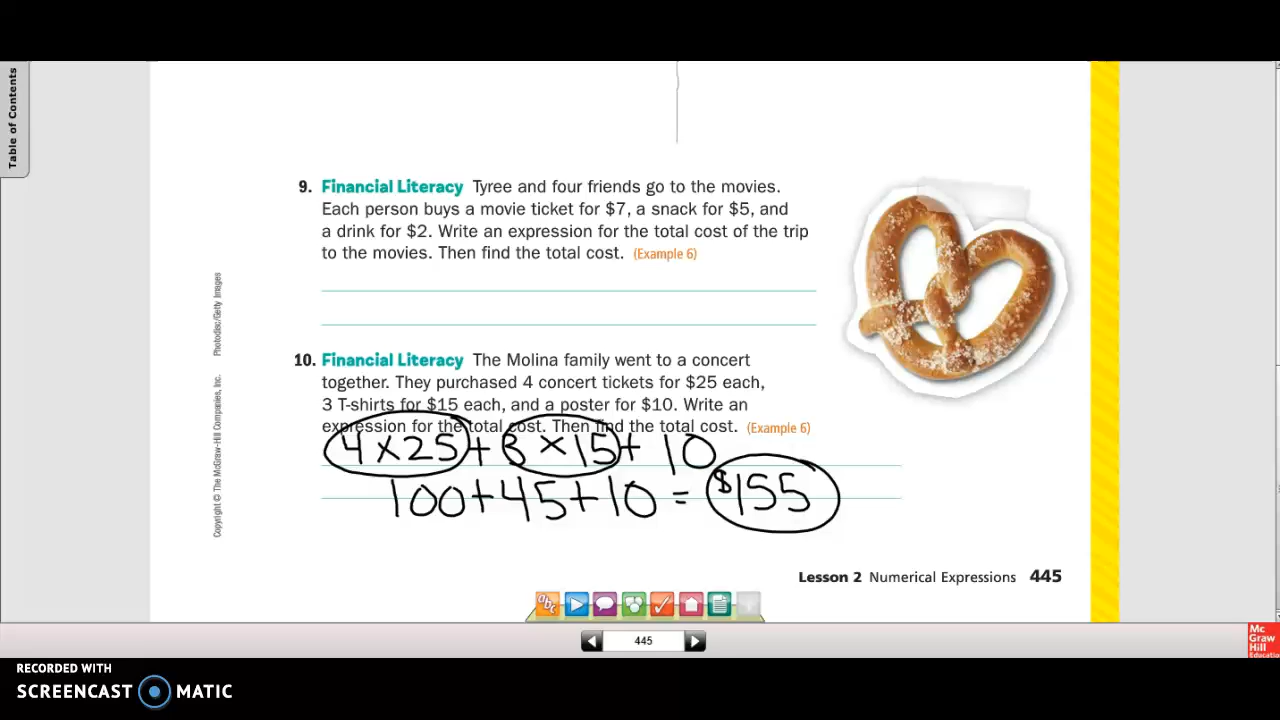 Table of Contents
9. Financial Literacy Tyree and four friends go to the movies.
Each person buys a movie ticket for $7, a snack for $5, and
a drink for $2. Write an expression for the total cost of the trip
to the movies. Then find the total cost. (Example 6)
Copyright © The McGraw-Hill Companies, Inc. Photodisc/Getty Images
10. Financial Literacy The Molina family went to a concert
together. They purchased 4 concert tickets for $25 each,
3 T-shirts for $15 each, and a poster for $10. Write an
expression for the total cost. Then find the total cost. (Example 6)
4 × 25 + 3 × 15 + 10
100 + 45 + 10 = $155
Lesson 2 Numerical Expressions 445
abc
445
Mc
Graw
Hill
Education
RECORDED WITH
SCREENCAST MATIC